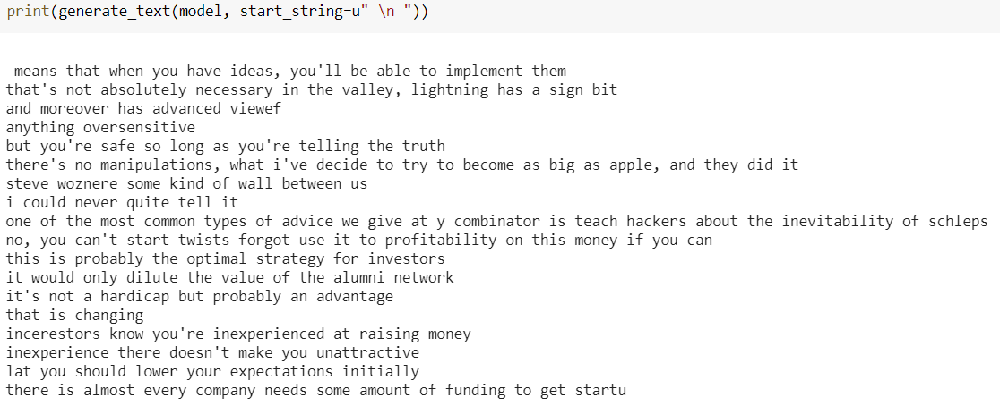 print(generate_text(model, start_string=u" \n "))
means that when you have ideas, you'll be able to implement them
that's not absolutely necessary in the valley, lightning has a sign bit
and moreover has advanced viewef
anything oversensitive
but you're safe so long as you're telling the truth
there's no manipulations, what i've decide to try to become as big as apple, and they did it
steve woznere some kind of wall between us
i could never quite tell it
one of the most common types of advice we give at y combinator is teach hackers about the inevitability of schleps
no, you can't start twists forgot use it to profitability on this money if you can
this is probably the optimal strategy for investors
it would only dilute the value of the alumni network
it's not a hardicap but probably an advantage
that is changing
incerestors know you're inexperienced at raising money
inexperience there doesn't make you unattractive
lat you should lower your expectations initially
there is almost every company needs some amount of funding to get startu